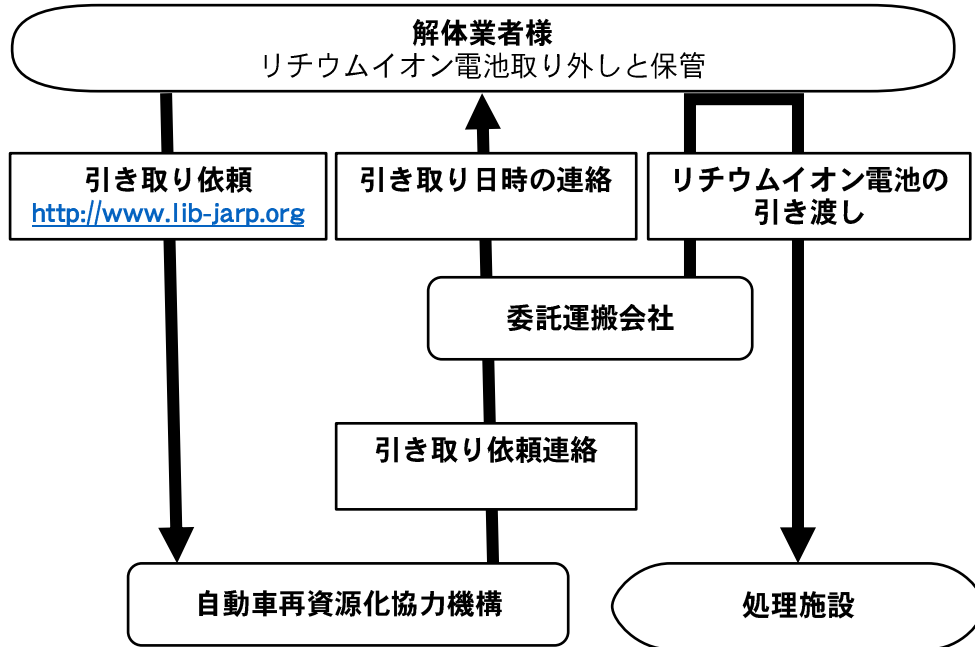 解体業者様
リチウムイオン電池取り外しと保管
引き取り依頼
http://www.lib-jarp.org
引き取り日時の連絡
リチウムイオン電池の
引き渡し
委託運搬会社
引き取り依頼連絡
自動車再資源化協力機構
処理施設